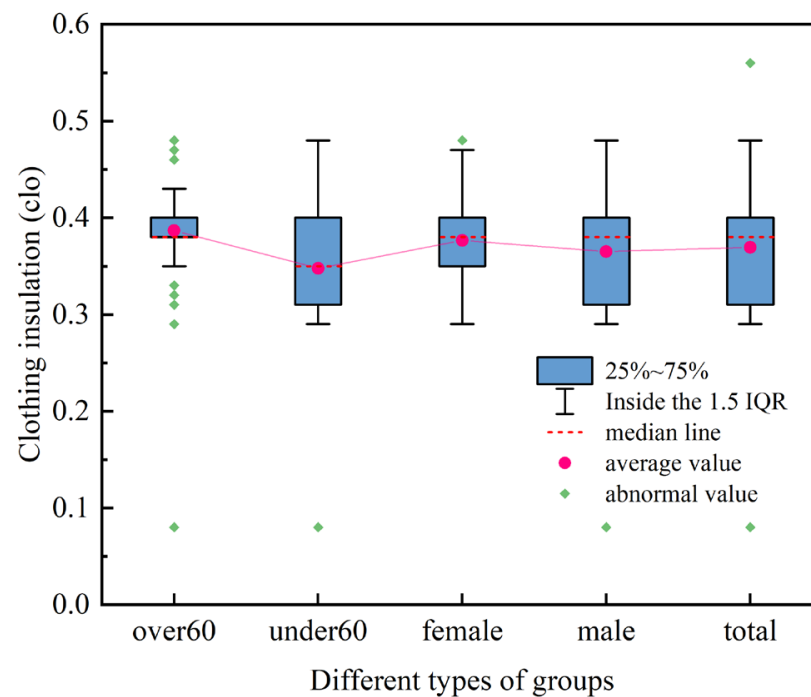 0.6
0.5
0.4
0.3
0.2
0.1
0.0
Clothing insulation (clo)
25%~75%
Inside the 1.5 IQR
median line
average value
abnormal value
over60 under60 female male total
Different types of groups